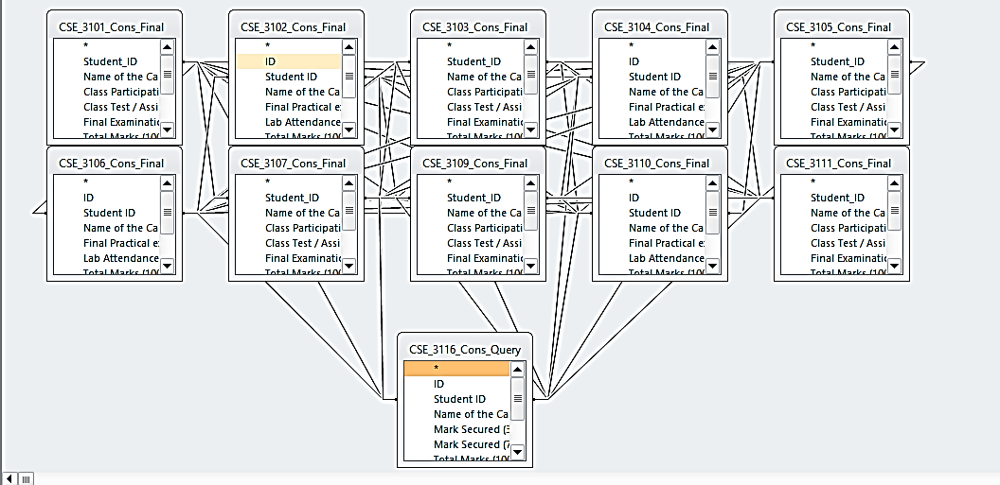 CSE_3101_Cons_Final
*
Student_ID
Name of the Ca
Class Participati
Class Test / Assi
Final Examinatic
Total Marks (100
CSE_3102_Cons_Final
*
ID
Student ID
Name of the Ca
Final Practical e
Lab Attendance
Total Marks (100
CSE_3103_Cons_Final
*
Student_ID
Name of the Ca
Class Participati
Class Test / Assi
Final Examinatic
Total Marks (100
CSE_3104_Cons_Final
*
ID
Student ID
Name of the Ca
Final Practical e
Lab Attendance
Total Marks (100
CSE_3105_Cons_Final
*
Student_ID
Name of the Ca
Class Participati
Class Test / Assi
Final Examinatic
Total Marks (100
CSE_3106_Cons_Final
*
ID
Student ID
Name of the Ca
Final Practical e
Lab Attendance
Total Marks (100
CSE_3107_Cons_Final
*
Student_ID
Name of the Ca
Class Participati
Class Test / Assi
Final Examinatic
Total Marks (100
CSE_3109_Cons_Final
*
Student_ID
Name of the Ca
Class Participati
Class Test / Assi
Final Examinatic
Total Marks (100
CSE_3110_Cons_Final
*
ID
Student ID
Name of the Ca
Final Practical e
Lab Attendance
Total Marks (100
CSE_3111_Cons_Final
*
Student_ID
Name of the Ca
Class Participati
Class Test / Assi
Final Examinatic
Total Marks (100
CSE_3116_Cons_Query
*
ID
Student ID
Name of the Ca
Mark Secured (3
Mark Secured (7
Total Marks (100